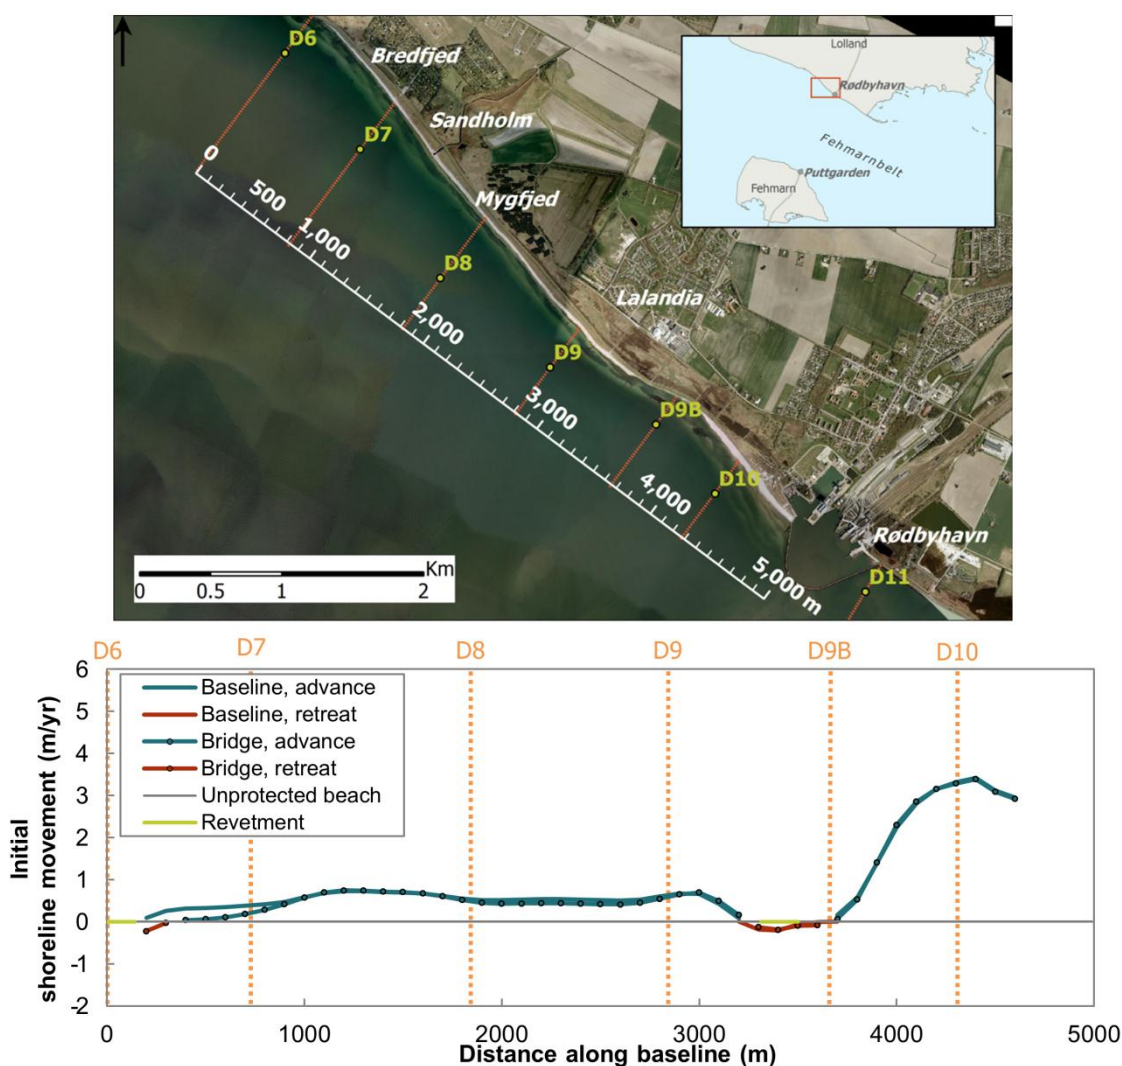 D6
Bredfjed
D7
Sandholm
Mygfjed
D8
Lalandia
D9
D9B
D10
Rødbyhavn
D11
0
500
1,000
2,000
3,000
4,000
5,000 m
Km
0 0.5 1 2
Lolland
Rødbyhavn
Fehmarnbelt
Puttgarden
Fehmarn
D6 D7 D8 D9 D9B D10
6
5
4
3
2
1
0
-1
-2
Initial
shoreline movement (m/yr)
Baseline, advance
Baseline, retreat
Bridge, advance
Bridge, retreat
Unprotected beach
Revetment
0 1000 2000 3000 4000 5000
Distance along baseline (m)